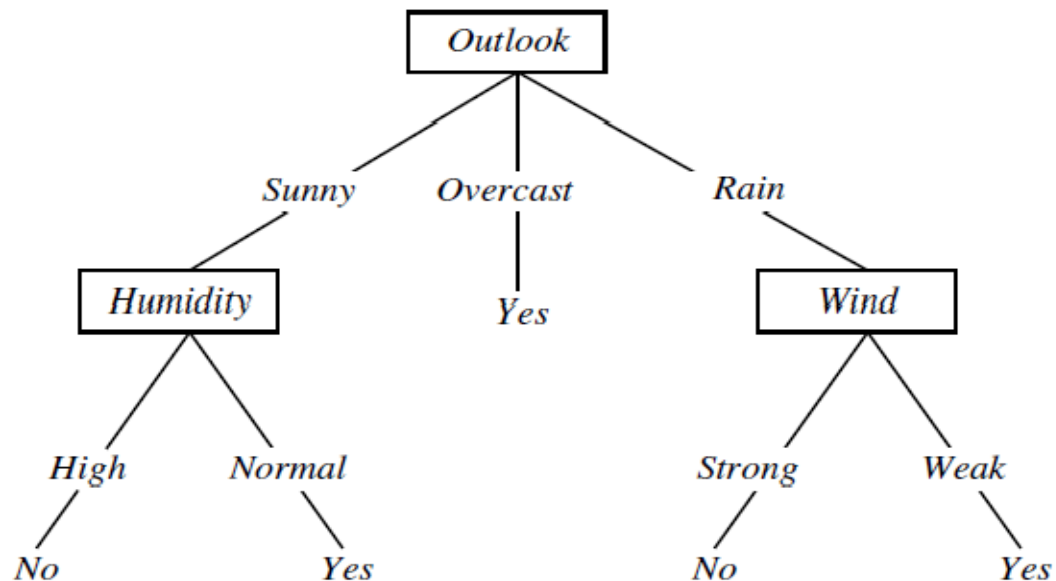 Outlook
Sunny Overcast Rain
Humidity Yes Wind
High Normal Strong Weak
No Yes No Yes